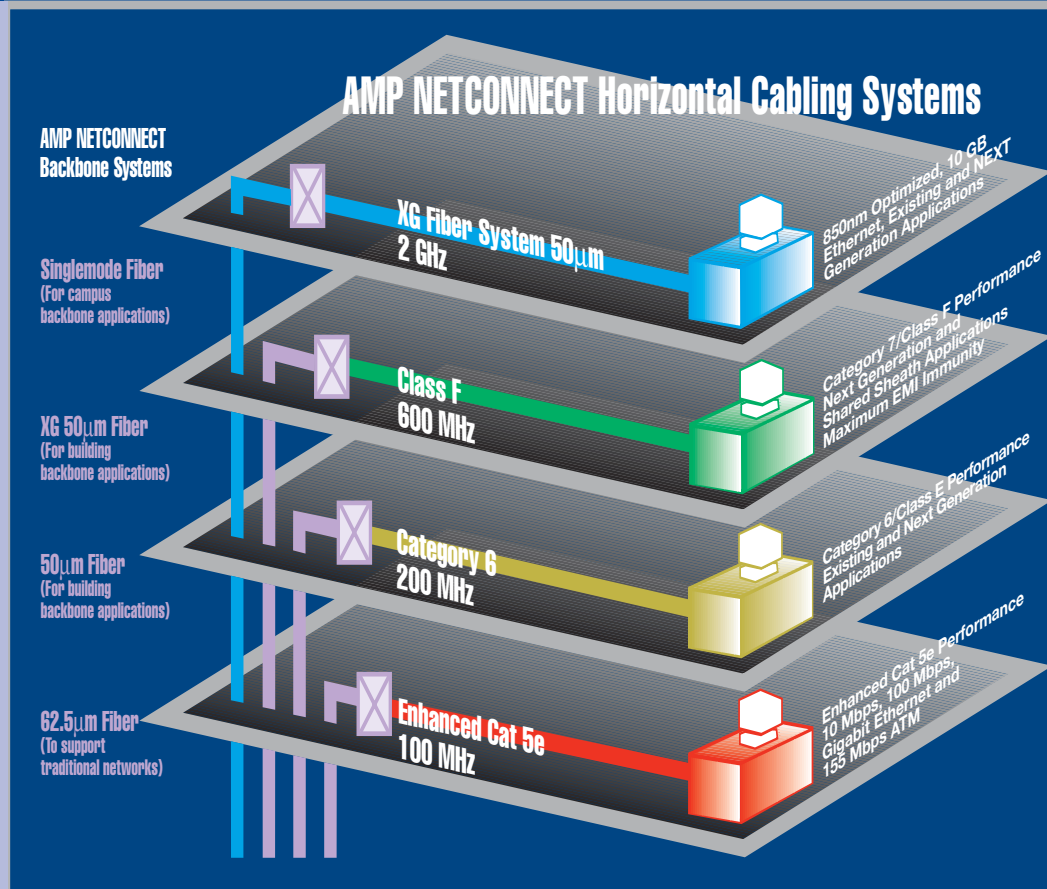 AMP NETCONNECT Horizontal Cabling Systems
AMP NETCONNECT
Backbone Systems
Singlemode Fiber
(For campus
backbone applications)
XG 50μm Fiber
(For building
backbone applications)
50μm Fiber
(For building
backbone applications)
62.5μm Fiber
(To support
traditional networks)
XG Fiber System 50μm
2 GHz
850nm Optimized, 10 GB
Ethernet, Existing and NEXT
Generation Applications
Class F
600 MHz
Category 7/Class F Performance
Next Generation and
Shared Sheath Applications
Maximum EMI Immunity
Category 6
200 MHz
Category 6/Class E Performance
Existing and Next Generation
Applications
Enhanced Cat 5e
100 MHz
Enhanced Cat 5e Performance
10 Mbps, 100 Mbps,
Gigabit Ethernet and
155 Mbps ATM